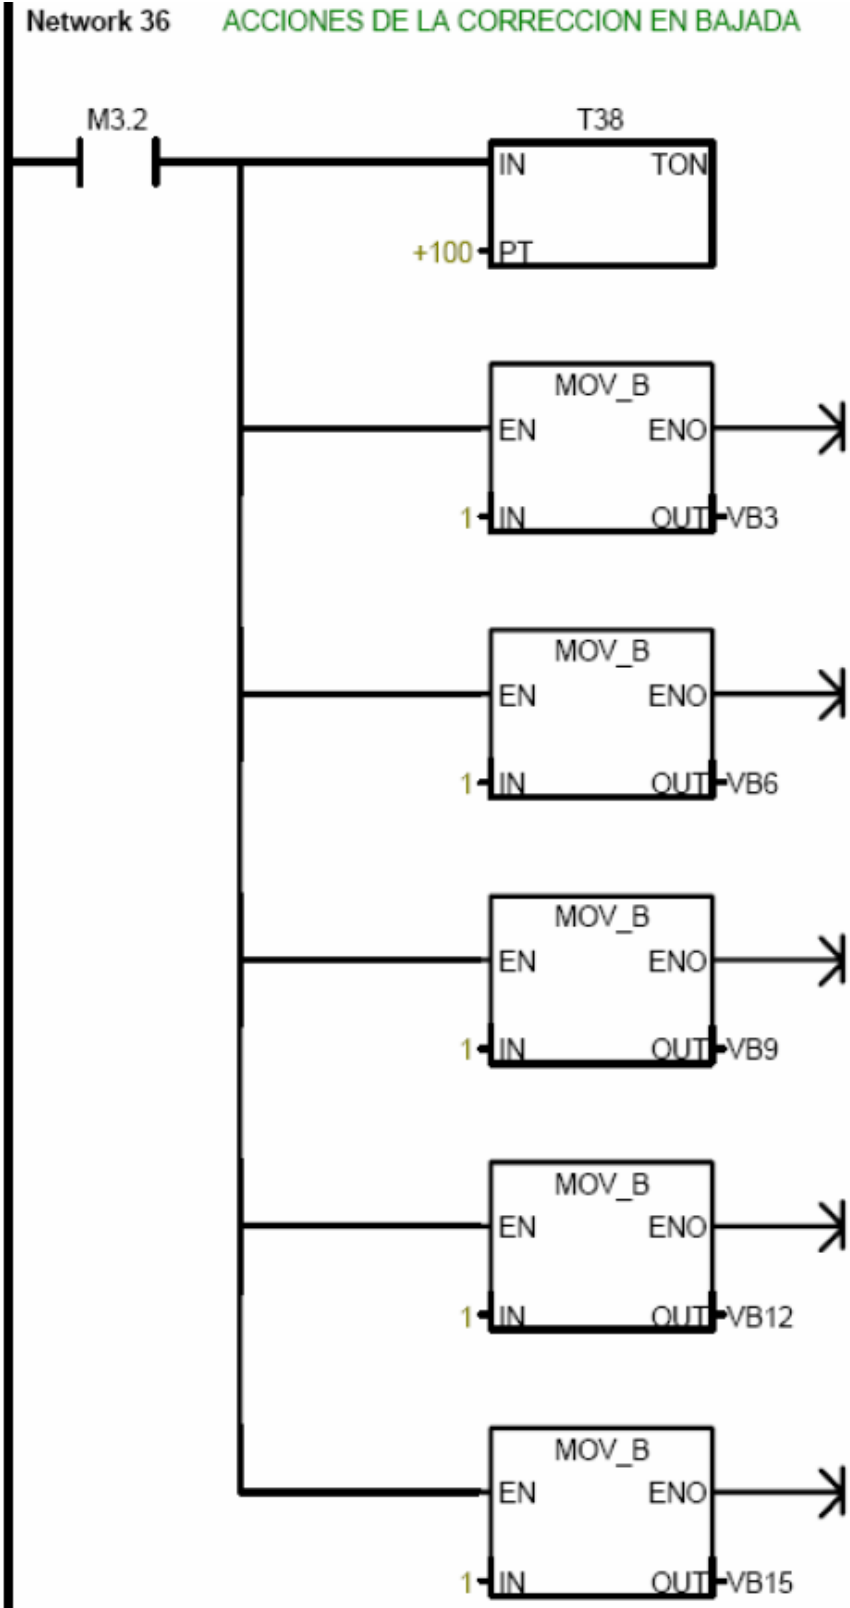 Network 36 ACCIONES DE LA CORRECCION EN BAJADA
M3.2 T38
IN TON
+100 PT
MOV_B
EN ENO
1 IN OUT VB3
MOV_B
EN ENO
1 IN OUT VB6
MOV_B
EN ENO
1 IN OUT VB9
MOV_B
EN ENO
1 IN OUT VB12
MOV_B
EN ENO
1 IN OUT VB15